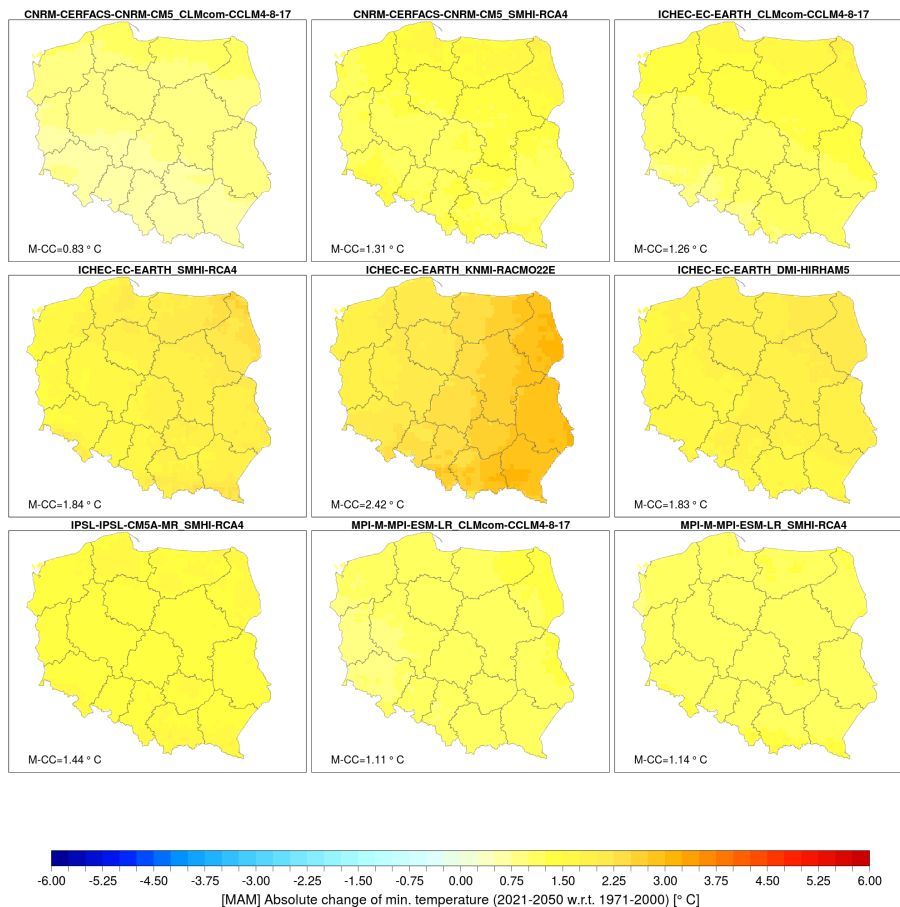 CNRM-CERFACS-CNRM-CM5_CLMcom-CCLM4-8-17
CNRM-CERFACS-CNRM-CM5_SMHI-RCA4
ICHEC-EC-EARTH_CLMcom-CCLM4-8-17
M-CC=0.83 ° C
M-CC=1.31 ° C
M-CC=1.26 ° C
ICHEC-EC-EARTH_SMHI-RCA4
ICHEC-EC-EARTH_KNMI-RACMO22E
ICHEC-EC-EARTH_DMI-HIRHAM5
M-CC=1.84 ° C
M-CC=2.42 ° C
M-CC=1.83 ° C
IPSL-IPSL-CM5A-MR_SMHI-RCA4
MPI-M-MPI-ESM-LR_CLMcom-CCLM4-8-17
MPI-M-MPI-ESM-LR_SMHI-RCA4
M-CC=1.44 ° C
M-CC=1.11 ° C
M-CC=1.14 ° C
-6.00 -5.25 -4.50 -3.75 -3.00 -2.25 -1.50 -0.75 0.00 0.75 1.50 2.25 3.00 3.75 4.50 5.25 6.00
[MAM] Absolute change of min. temperature (2021-2050 w.r.t. 1971-2000) [° C]